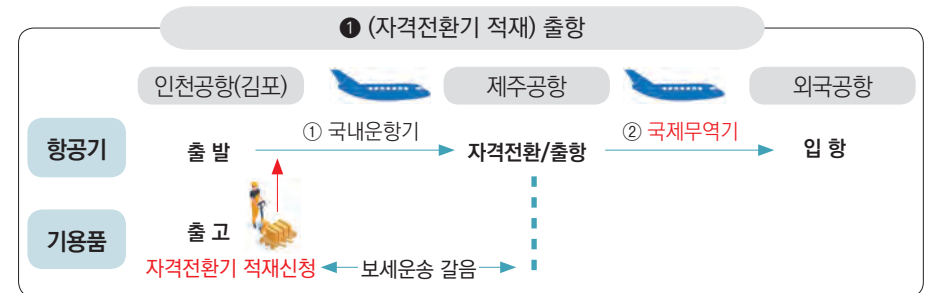 ❶ (자격전환기 적재) 출항
인천공항(김포) 제주공항 외국공항
① 국내운항기 ② 국제무역기
항공기 출 발 자격전환/출항 입 항
기용품 출 고
자격전환기 적재신청 보세운송 갈음